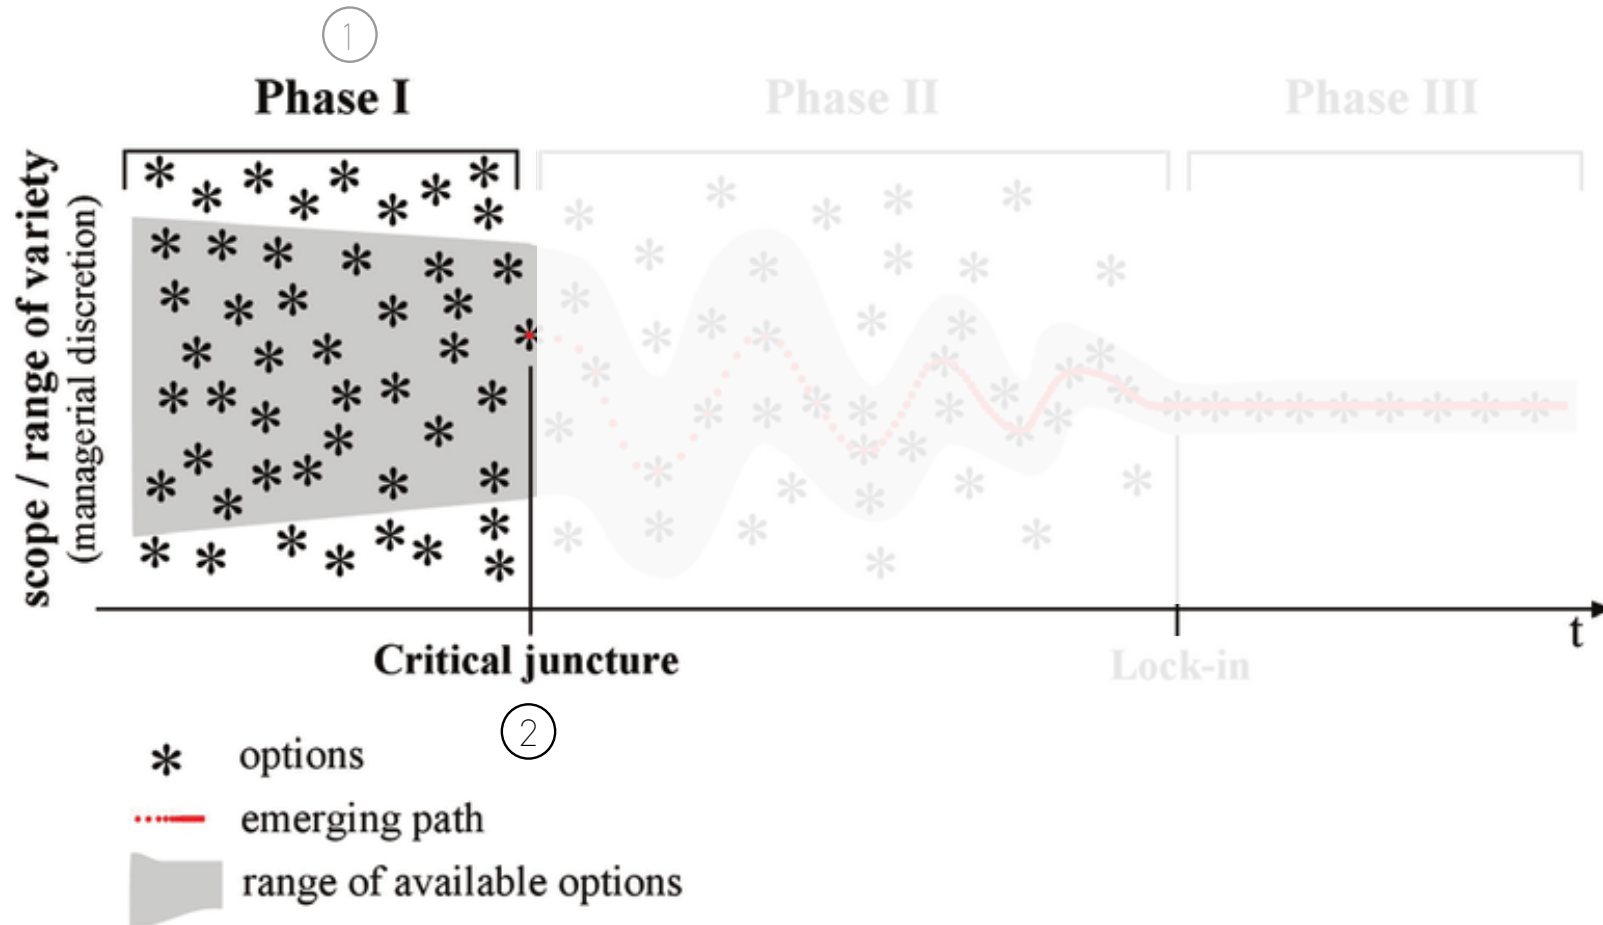 1
Phase I
Phase II
Phase III
scope / range of variety
(managerial discretion)
t
Critical juncture
Lock-in
2
options
emerging path
range of available options